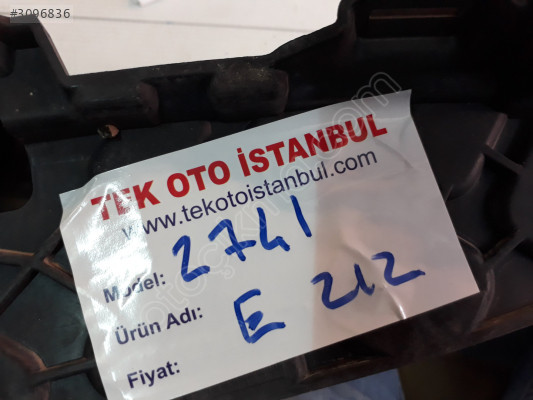 #3096836
TEK OTO İSTANBUL
www.tekotoistanbul.com
Model: 2741
Ürün Adı: E 212
Fiyat: